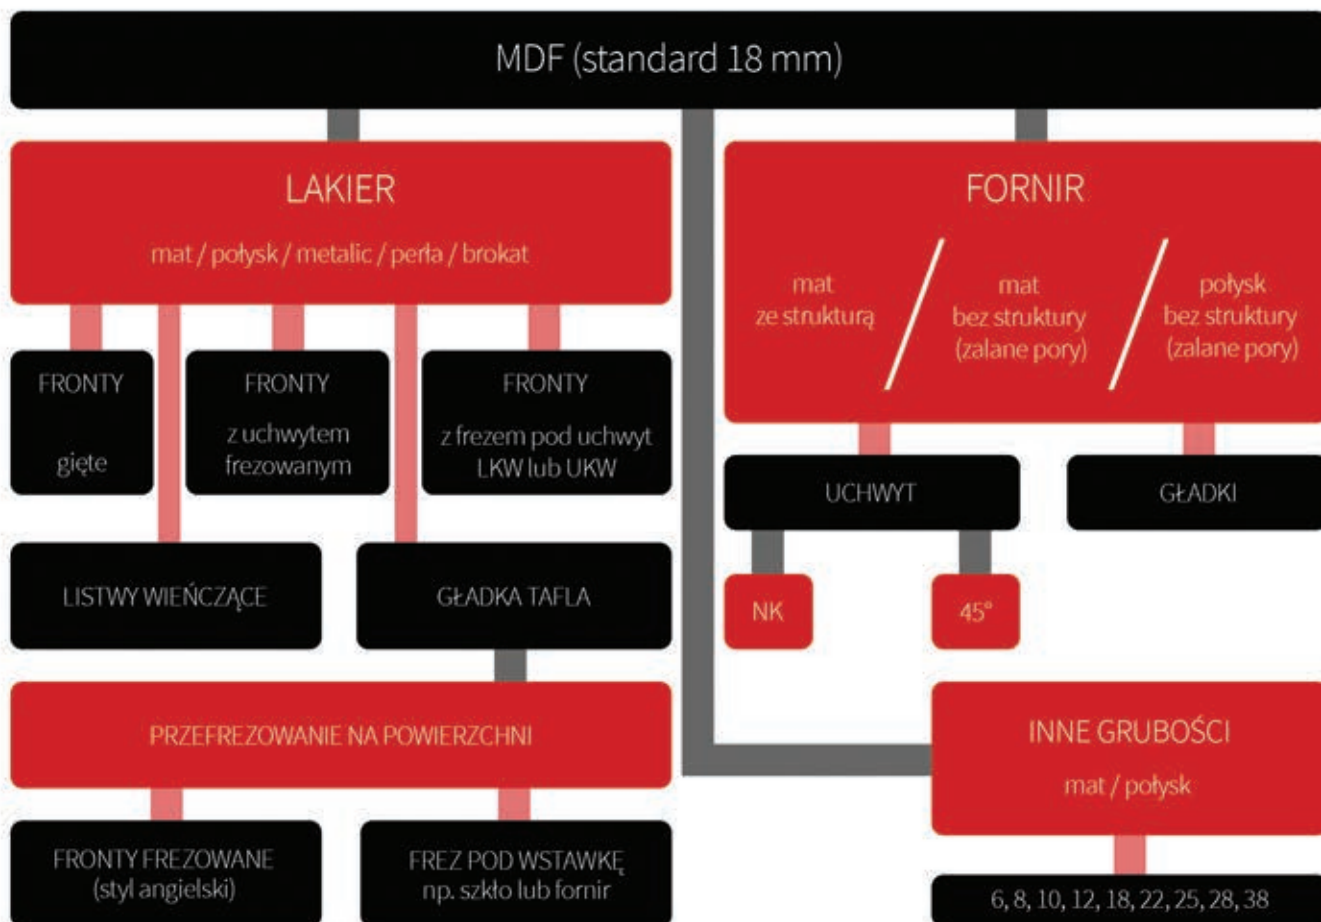 MDF (standard 18 mm)
LAKIER
mat / połysk / metalic / perła / brokat
FORNIR
mat
ze strukturą
mat
bez struktury
(zalane pory)
połysk
bez struktury
(zalane pory)
FRONTY
gięte
FRONTY
z uchwytem
frezowanym
FRONTY
z frezem pod uchwyt
LKW lub UKW
UCHWYT
GŁADKI
LISTWY WIEŃCZĄCE
GŁADKA TAFLA
NK
45°
PRZEFREZOWANIE NA POWIERZCHNI
INNE GRUBOŚCI
mat / połysk
FRONTY FREZOWANE
(styl angielski)
FREZ POD WSTAWKĘ
np. szkło lub fornir
6, 8, 10, 12, 18, 22, 25, 28, 38